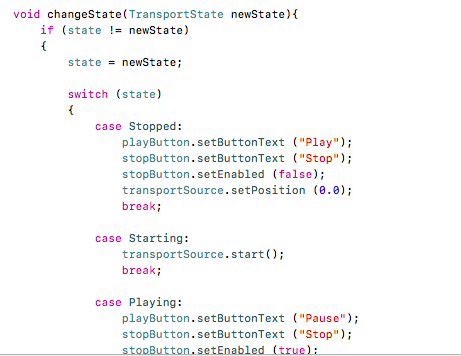 void changeState(TransportState newState){
if (state != newState)
{
state = newState;
switch (state)
{
case Stopped:
playButton.setButtonText ("Play");
stopButton.setButtonText ("Stop");
stopButton.setEnabled (false);
transportSource.setPosition (0.0);
break;
case Starting:
transportSource.start();
break;
case Playing:
playButton.setButtonText ("Pause");
stopButton.setButtonText ("Stop");
stopButton.setEnabled (true);